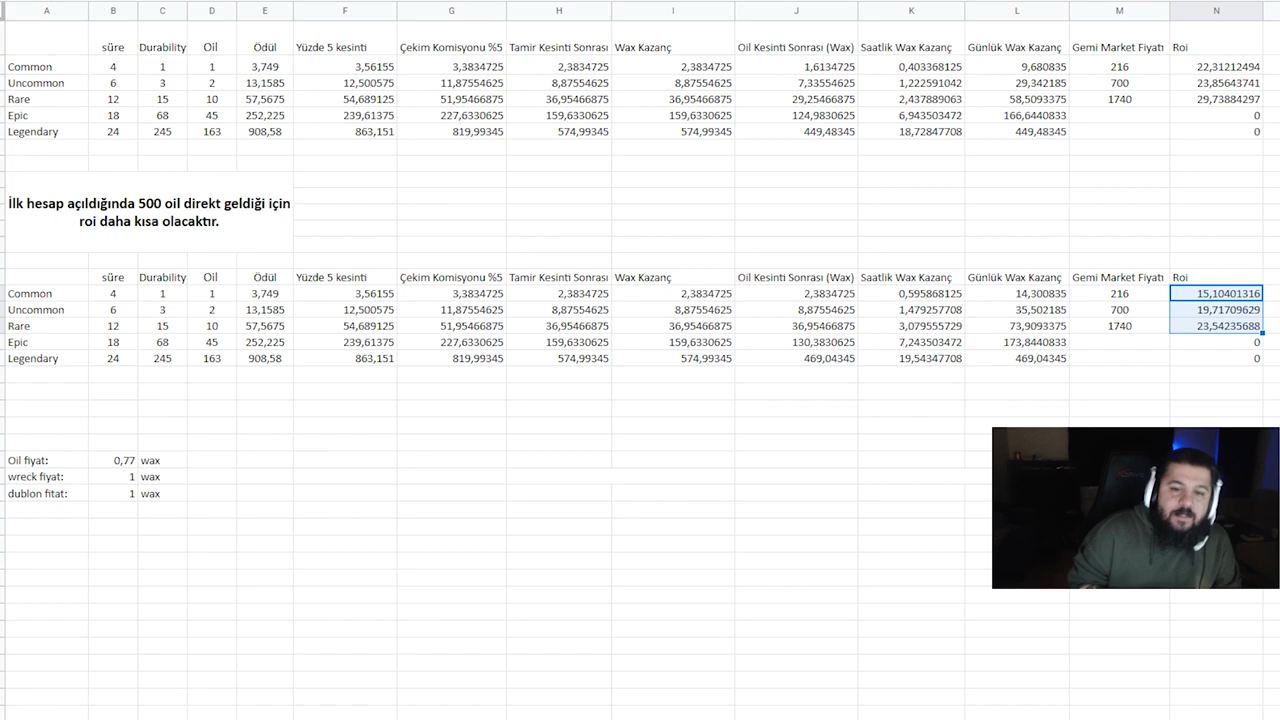 A B C D E F G H I J K L M N
süre Durability Oil Ödül Yüzde 5 kesinti Çekim Komisyonu %5 Tamir Kesinti Sonrası Wax Kazanç Oil Kesinti Sonrası (Wax) Saatlik Wax Kazanç Günlük Wax Kazanç Gemi Market Fiyatı Roi
Common 4 1 1 3,749 3,56155 3,3834725 2,3834725 2,3834725 1,6134725 0,403368125 9,680835 216 22,31212494
Uncommon 6 3 2 13,1585 12,500575 11,87554625 8,87554625 8,87554625 7,33554625 1,222591042 29,342185 700 23,85643741
Rare 12 15 10 57,5675 54,689125 51,95466875 36,95466875 36,95466875 29,25466875 2,437889063 58,5093375 1740 29,73884297
Epic 18 68 45 252,225 239,61375 227,6330625 159,6330625 159,6330625 124,9830625 6,943503472 166,6440833 0
Legendary 24 245 163 908,58 863,151 819,99345 574,99345 574,99345 449,48345 18,72847708 449,48345 0
İlk hesap açıldığında 500 oil direkt geldiği için
roi daha kısa olacaktır.
süre Durability Oil Ödül Yüzde 5 kesinti Çekim Komisyonu %5 Tamir Kesinti Sonrası Wax Kazanç Oil Kesinti Sonrası (Wax) Saatlik Wax Kazanç Günlük Wax Kazanç Gemi Market Fiyatı Roi
Common 4 1 1 3,749 3,56155 3,3834725 2,3834725 2,3834725 2,3834725 0,595868125 14,300835 216 15,10401316
Uncommon 6 3 2 13,1585 12,500575 11,87554625 8,87554625 8,87554625 8,87554625 1,479257708 35,502185 700 19,71709629
Rare 12 15 10 57,5675 54,689125 51,95466875 36,95466875 36,95466875 36,95466875 3,079555729 73,9093375 1740 23,54235688
Epic 18 68 45 252,225 239,61375 227,6330625 159,6330625 159,6330625 130,3830625 7,243503472 173,8440833 0
Legendary 24 245 163 908,58 863,151 819,99345 574,99345 574,99345 469,04345 19,54347708 469,04345 0
Oil fiyat: 0,77 wax
wreck fiyat: 1 wax
dublon fitat: 1 wax